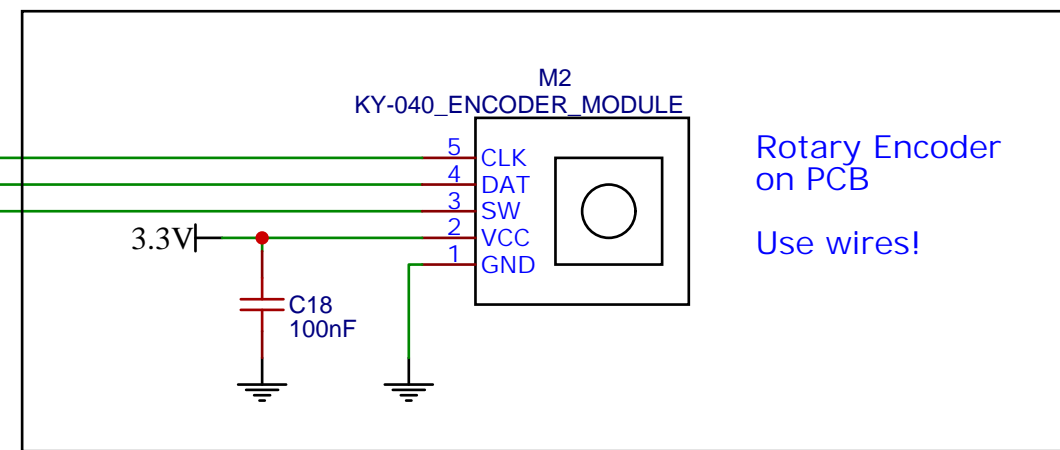 M2
KY-040_ENCODER_MODULE
5 CLK
4 DAT
3 SW
2 VCC
1 GND
3.3V
C18
100nF
Rotary Encoder
on PCB
Use wires!